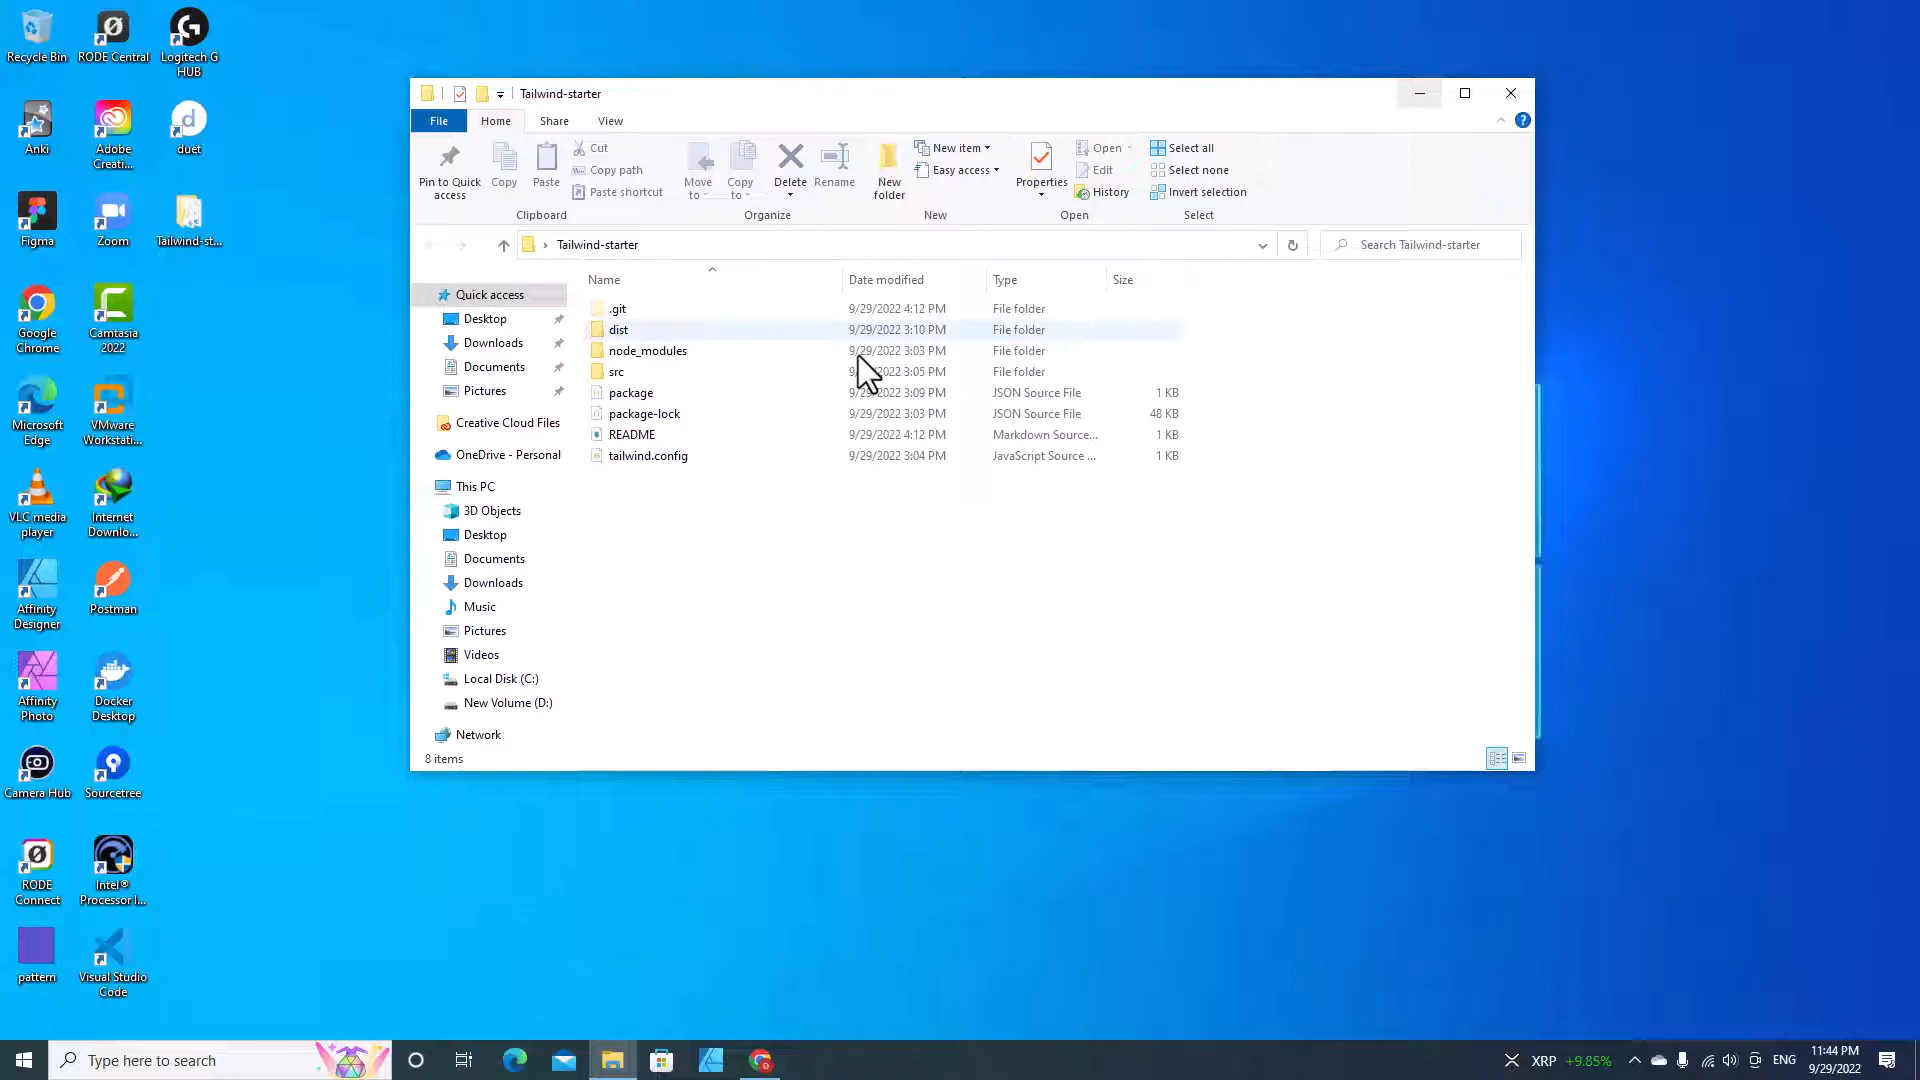 Recycle Bin
RODE Central
Logitech G
HUB
Anki
Adobe
Creati...
duet
Figma
Zoom
Tailwind-st...
Google
Chrome
Camtasia
2022
Microsoft
Edge
VMware
Workstati...
VLC media
player
Internet
Downlo...
Affinity
Designer
Postman
Affinity
Photo
Docker
Desktop
Camera Hub
Sourcetree
RODE
Connect
Intel®
Processor I...
pattern
Visual Studio
Code
Tailwind-starter
File Home Share View
Pin to Quick
access
Copy
Paste
Cut
Copy path
Paste shortcut
Clipboard
Move
to
Copy
to
Delete
Rename
Organize
New
folder
New item
Easy access
New
Properties
Open
Edit
History
Open
Select all
Select none
Invert selection
Select
Tailwind-starter
Search Tailwind-starter
Quick access
Desktop
Downloads
Documents
Pictures
Creative Cloud Files
OneDrive - Personal
This PC
3D Objects
Desktop
Documents
Downloads
Music
Pictures
Videos
Local Disk (C:)
New Volume (D:)
Network
Name Date modified Type Size
.git 9/29/2022 4:12 PM File folder
dist 9/29/2022 3:10 PM File folder
node_modules 9/29/2022 3:03 PM File folder
src 9/29/2022 3:05 PM File folder
package 9/29/2022 3:09 PM JSON Source File 1 KB
package-lock 9/29/2022 3:03 PM JSON Source File 48 KB
README 9/29/2022 4:12 PM Markdown Source... 1 KB
tailwind.config 9/29/2022 3:04 PM JavaScript Source ... 1 KB
8 items
Type here to search
XRP +9.85%
ENG
11:44 PM
9/29/2022